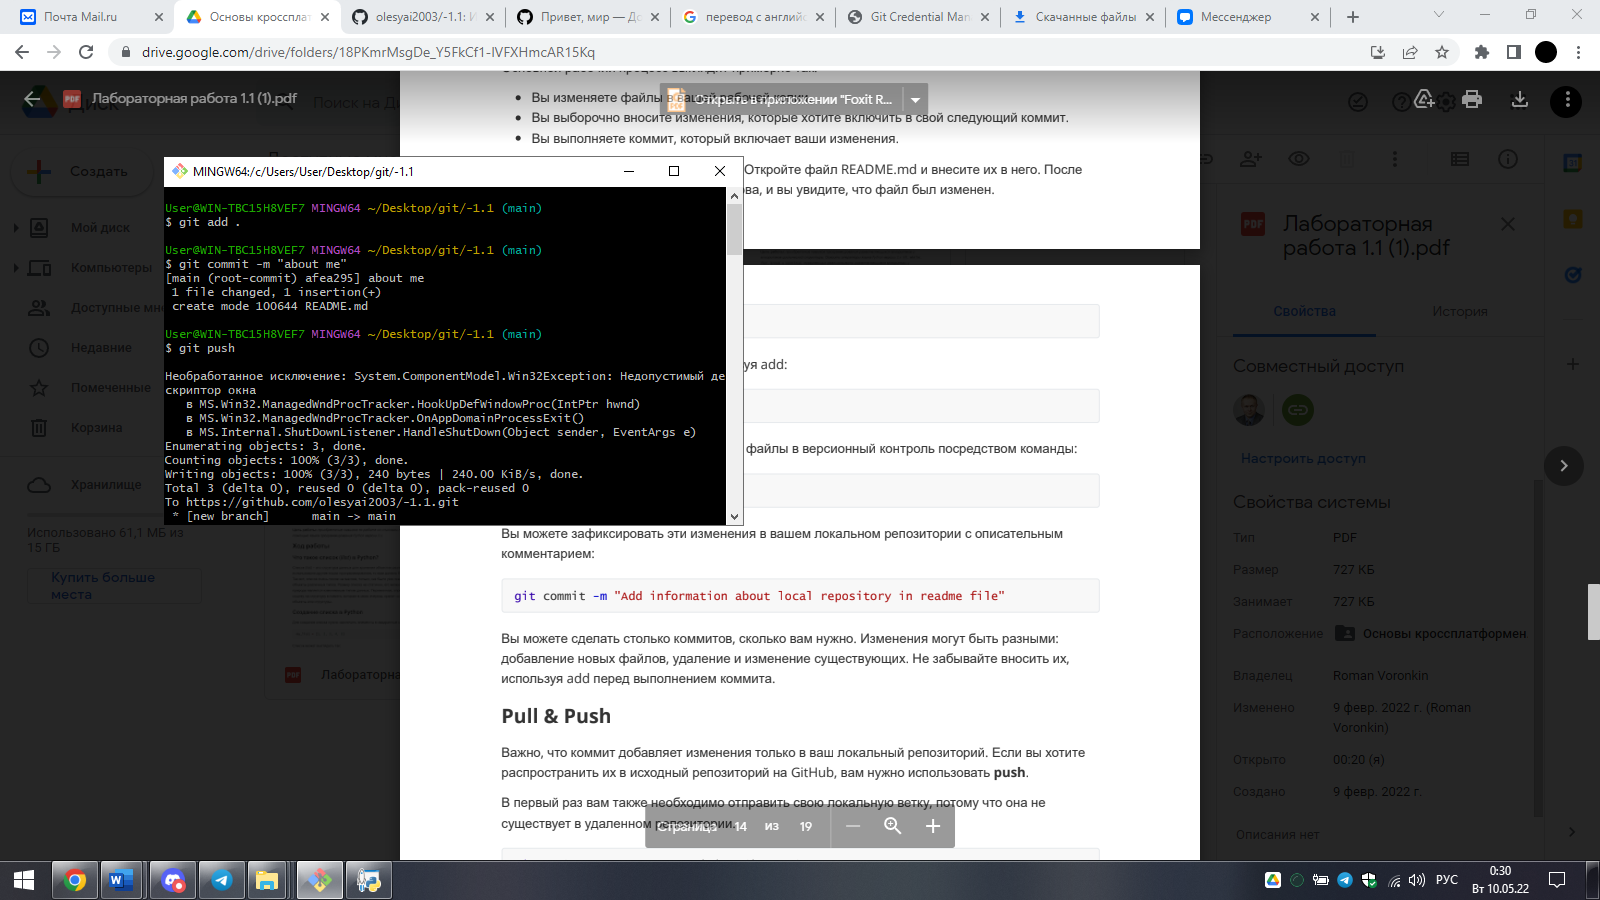 Почта Mail.ru
Основы кроссплат
olesyai2003/-1.1: И
Привет, мир — До
перевод с английс
Git Credential Man
Скачанные файлы
Мессенджер
drive.google.com/drive/folders/18PKmrMsgDe_Y5FkCf1-IVFXHmcAR15Kq
Лабораторная работа 1.1 (1).pdf
Поиск на Ди
Открыть в приложении "Foxit R...
Вы изменяете файлы в вашей рабочей
Вы выборочно вносите изменения, которые хотите включить в свой следующий коммит.
Вы выполняете коммит, который включает ваши изменения.
Откройте файл README.md и внесите их в него. После
ва, и вы увидите, что файл был изменен.
Создать
Мой диск
Компьютеры
Доступные мне
Недавние
Помеченные
Корзина
Хранилище
Использовано 61,1 МБ из
15 ГБ
Купить больше
места
MINGW64:/c/Users/User/Desktop/git/-1.1
User@WIN-TBC15H8VEF7 MINGW64 ~/Desktop/git/-1.1 (main)
$ git add .
User@WIN-TBC15H8VEF7 MINGW64 ~/Desktop/git/-1.1 (main)
$ git commit -m "about me"
[main (root-commit) afea295] about me
1 file changed, 1 insertion(+)
create mode 100644 README.md
User@WIN-TBC15H8VEF7 MINGW64 ~/Desktop/git/-1.1 (main)
$ git push
Необработанное исключение: System.ComponentModel.Win32Exception: Недопустимый де
скриптор окна
в MS.Win32.ManagedWndProcTracker.HookUpDefWindowProc(IntPtr hwnd)
в MS.Win32.ManagedWndProcTracker.OnAppDomainProcessExit()
в MS.Internal.ShutDownListener.HandleShutDown(Object sender, EventArgs e)
Enumerating objects: 3, done.
Counting objects: 100% (3/3), done.
Writing objects: 100% (3/3), 240 bytes | 240.00 KiB/s, done.
Total 3 (delta 0), reused 0 (delta 0), pack-reused 0
To https://github.com/olesyai2003/-1.1.git
* [new branch] main -> main
уя add:
файлы в версионный контроль посредством команды:
Вы можете зафиксировать эти изменения в вашем локальном репозитории с описательным
комментарием:
git commit -m "Add information about local repository in readme file"
Вы можете сделать столько коммитов, сколько вам нужно. Изменения могут быть разными:
добавление новых файлов, удаление и изменение существующих. Не забывайте вносить их,
используя add перед выполнением коммита.
Pull & Push
Важно, что коммит добавляет изменения только в ваш локальный репозиторий. Если вы хотите
распространить их в исходный репозиторий на GitHub, вам нужно использовать push.
В первый раз вам также необходимо отправить свою локальную ветку, потому что она не
существует в удаленном репозитории.
Страница 14 из 19
Лабораторна
Лабораторная
работа 1.1 (1).pdf
Свойства
История
Совместный доступ
Настроить доступ
Свойства системы
Тип PDF
Размер 727 КБ
Занимает 727 КБ
Расположение Основы кроссплатформен
Владелец Roman Voronkin
Изменено 9 февр. 2022 г. (Roman
Voronkin)
Открыто 00:20 (я)
Создано 9 февр. 2022 г.
Описания нет
РУС
0:30
Вт 10.05.22